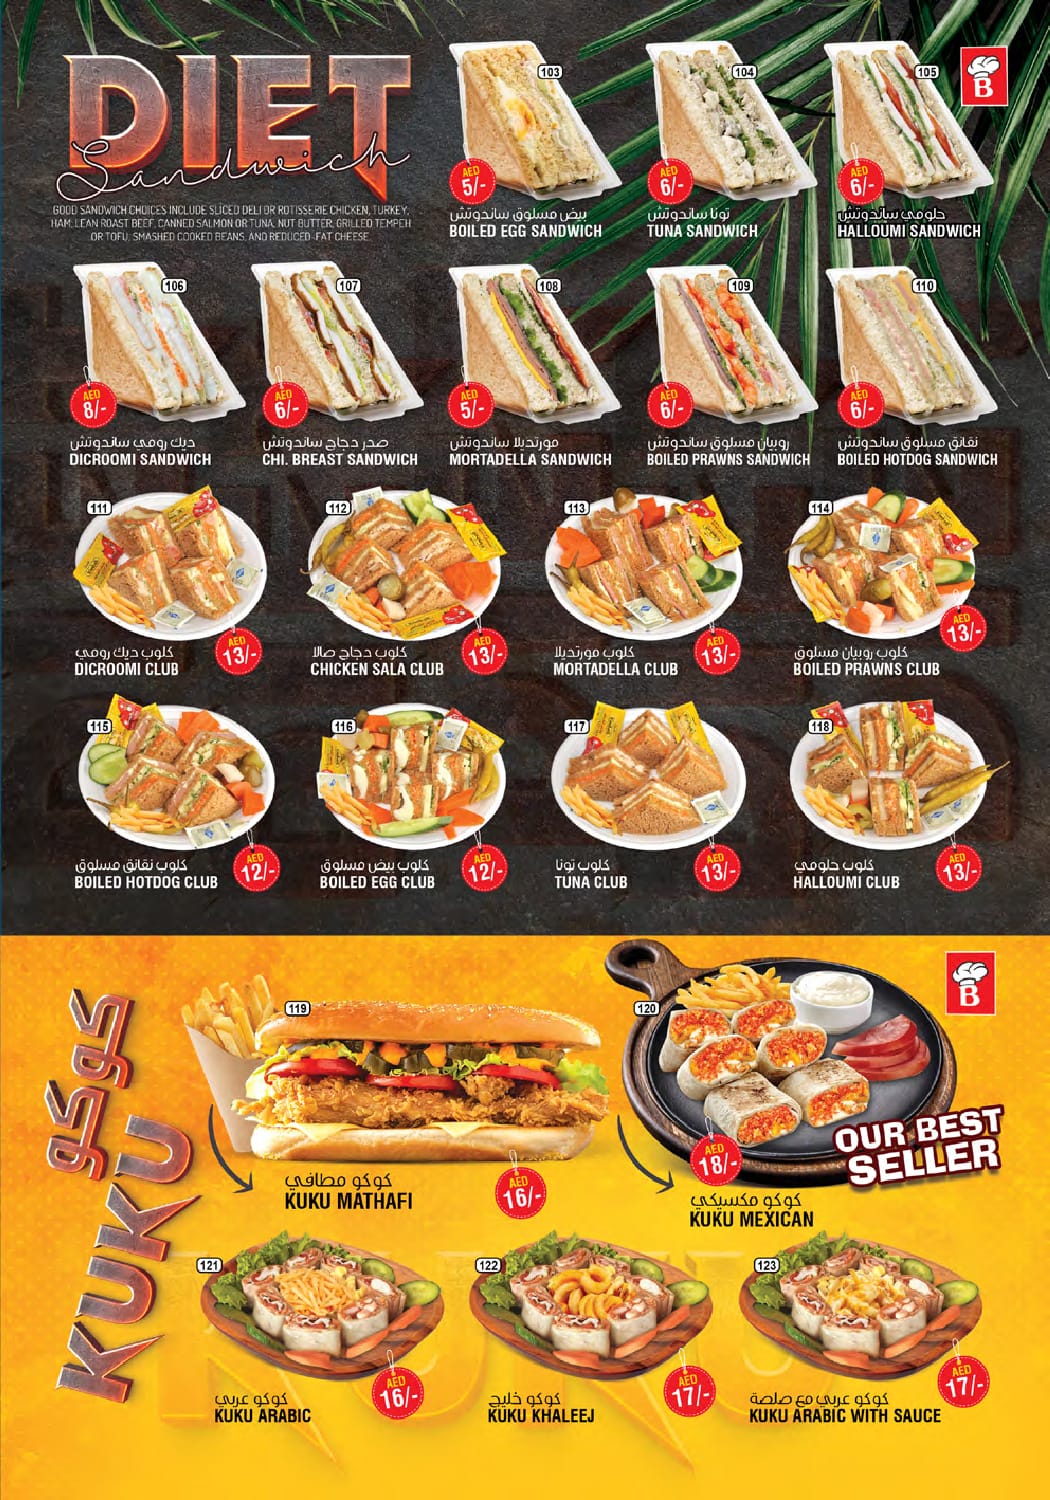 DIET
Sandwich
GOOD SANDWICH CHOICES INCLUDE SLICED DELI OR ROTISSERIE CHICKEN, TURKEY,
HAM, LEAN ROAST BEEF, CANNED SALMON OR TUNA, NUT BUTTER, GRILLED TEMPEH
OR TOFU, SMASHED COOKED BEANS, AND REDUCED-FAT CHEESE.
B
103
AED
5/-
بيض مسلوق ساندوتش
BOILED EGG SANDWICH
104
AED
6/-
تونا ساندوتش
TUNA SANDWICH
105
AED
6/-
حلومي ساندوتش
HALLOUMI SANDWICH
106
AED
8/-
ديك رومي ساندوتش
DICROOMI SANDWICH
107
AED
6/-
صدر دجاج ساندوتش
CHI. BREAST SANDWICH
108
AED
5/-
مورتديلا ساندوتش
MORTADELLA SANDWICH
109
AED
6/-
روبيان مسلوق ساندوتش
BOILED PRAWNS SANDWICH
110
AED
6/-
نقانق مسلوق ساندوتش
BOILED HOTDOG SANDWICH
111
كلوب ديك رومي
DICROOMI CLUB
AED
13/-
112
كلوب دجاج صالا
CHICKEN SALA CLUB
AED
13/-
113
كلوب مورتديلا
MORTADELLA CLUB
AED
13/-
114
كلوب روبيان مسلوق
BOILED PRAWNS CLUB
AED
13/-
115
كلوب نقانق مسلوق
BOILED HOTDOG CLUB
AED
12/-
116
كلوب بيض مسلوق
BOILED EGG CLUB
AED
12/-
117
كلوب تونا
TUNA CLUB
AED
13/-
118
كلوب حلومي
HALLOUMI CLUB
AED
13/-
B
كوكو
KUKU
119
كوكو مطافي
KUKU MATHAFI
AED
16/-
120
AED
18/-
OUR BEST
SELLER
كوكو مكسيكي
KUKU MEXICAN
121
كوكو عربي
KUKU ARABIC
AED
16/-
122
كوكو خليج
KUKU KHALEEJ
AED
17/-
123
كوكو عربي مع صلصة
KUKU ARABIC WITH SAUCE
AED
17/-